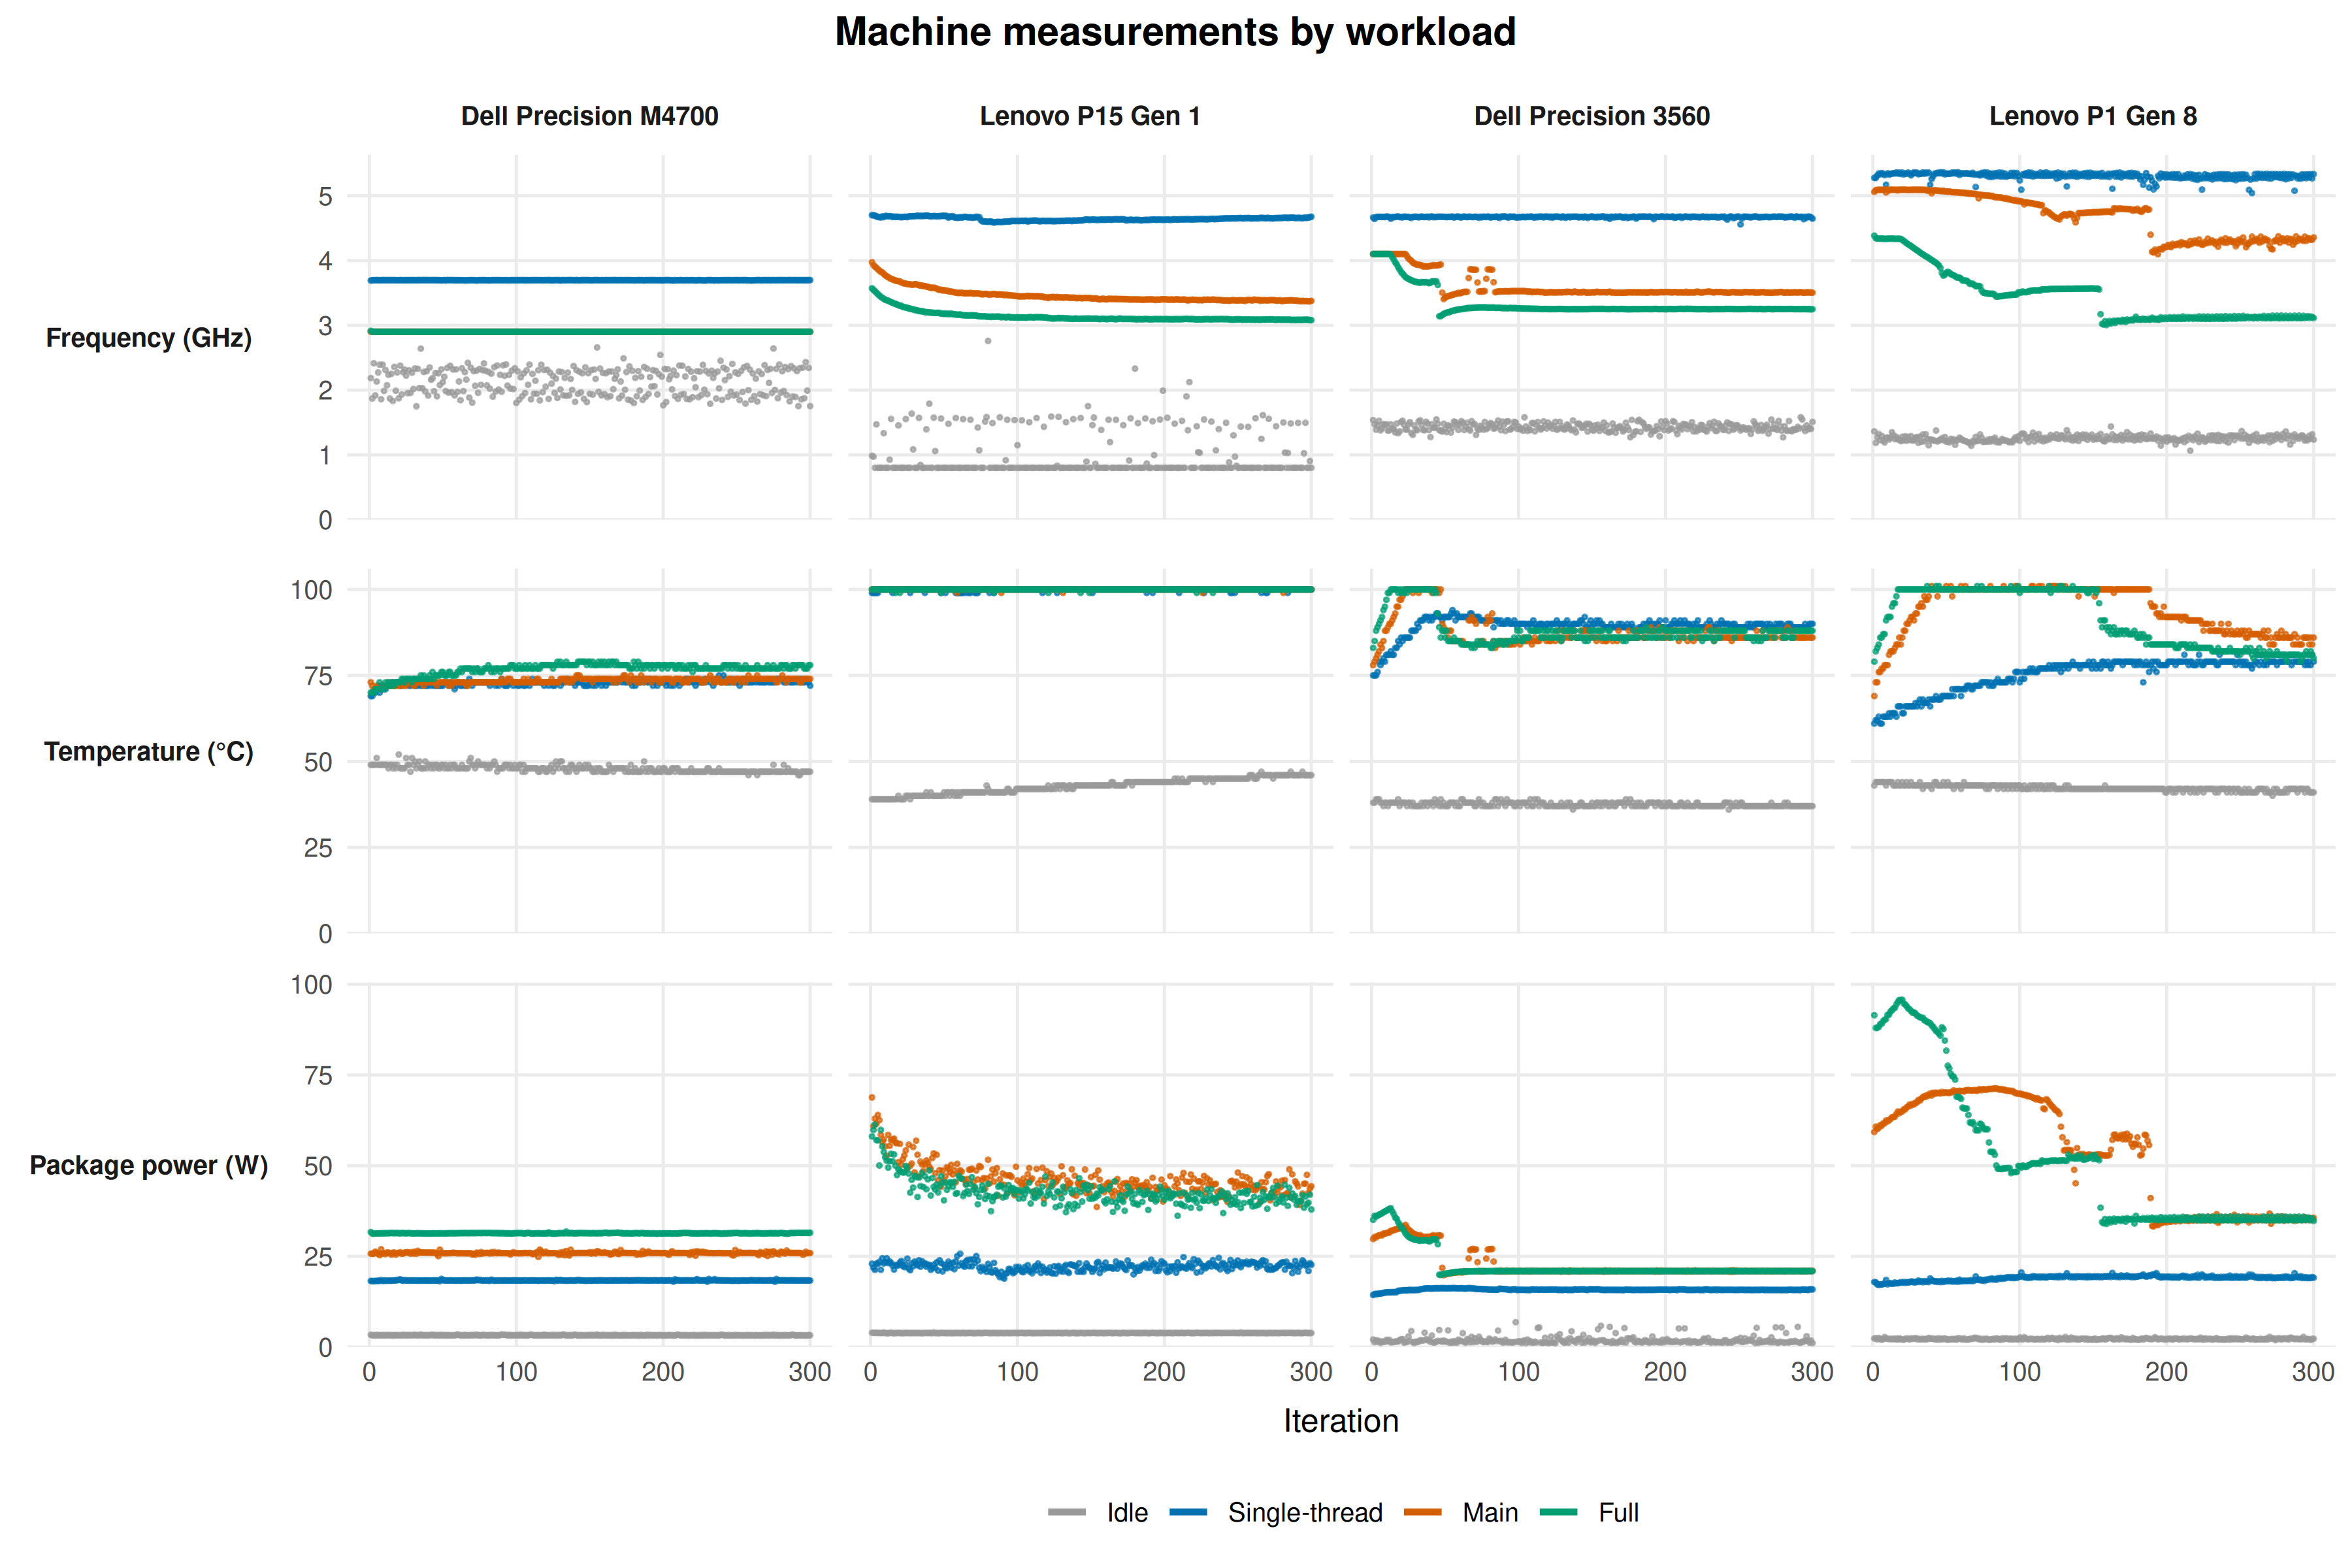 Machine measurements by workload
Dell Precision M4700 Lenovo P15 Gen 1 Dell Precision 3560 Lenovo P1 Gen 8
Frequency (GHz)
5
4
3
2
1
0
Temperature (°C)
100
75
50
25
0
Package power (W)
100
75
50
25
0
0 100 200 300 0 100 200 300 0 100 200 300 0 100 200 300
Iteration
Idle Single-thread Main Full